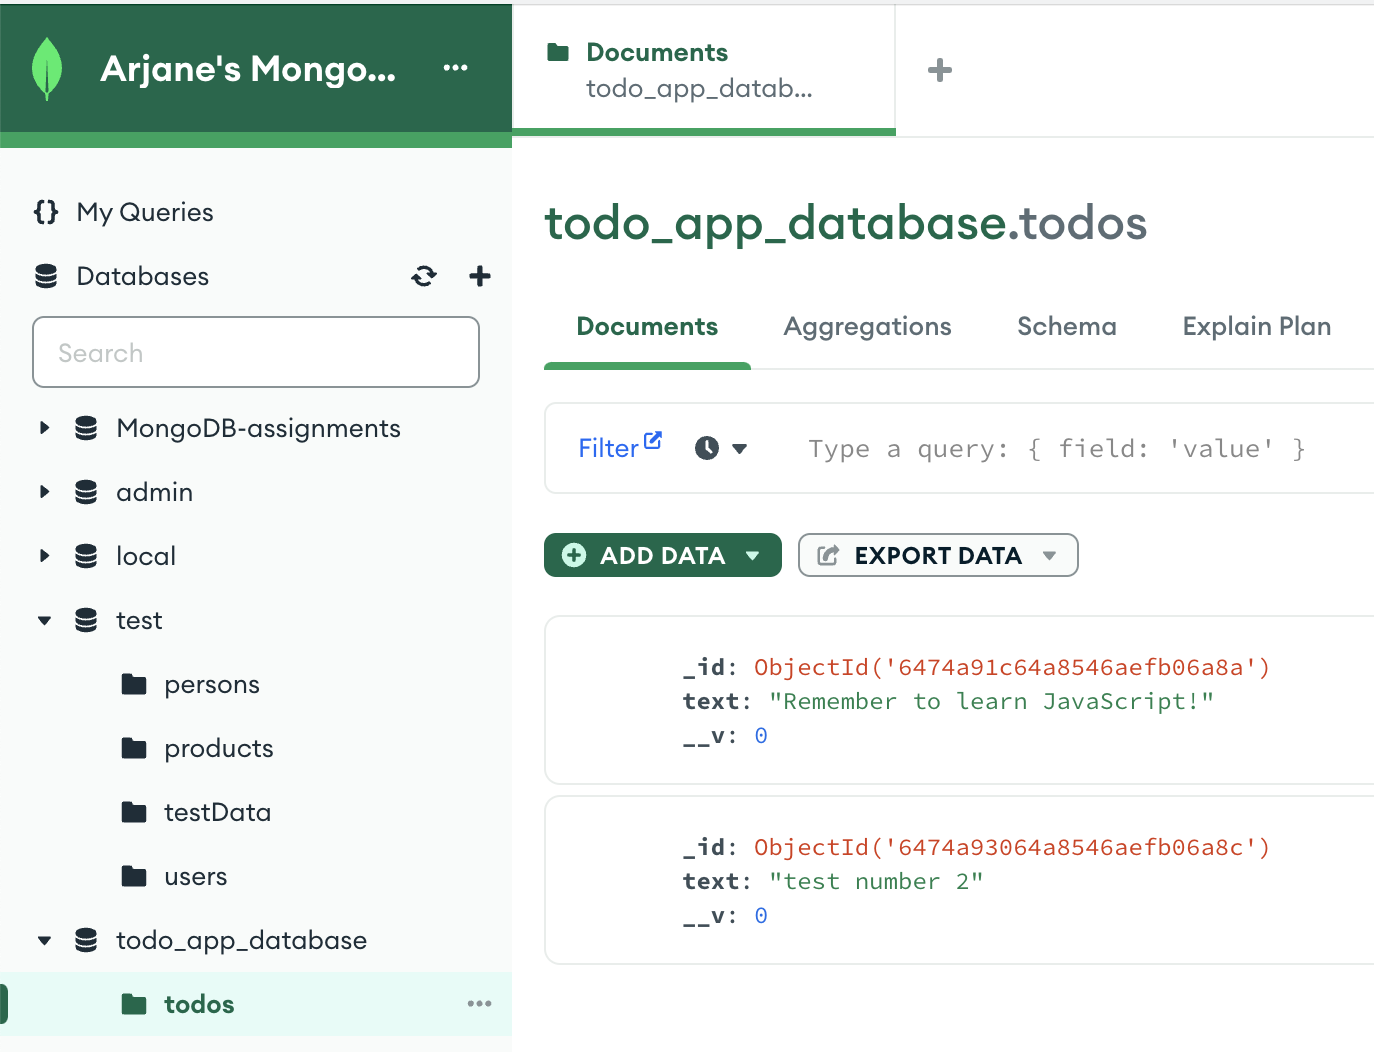 Arjane's Mongo...
My Queries
Databases
Search
MongoDB-assignments
admin
local
test
persons
products
testData
users
todo_app_database
todos
Documents
todo_app_datab...
todo_app_database.todos
Documents Aggregations Schema Explain Plan
Filter Type a query: { field: 'value' }
ADD DATA EXPORT DATA
_id: ObjectId('6474a91c64a8546aefb06a8a')
text: "Remember to learn JavaScript!"
__v: 0
_id: ObjectId('6474a93064a8546aefb06a8c')
text: "test number 2"
__v: 0